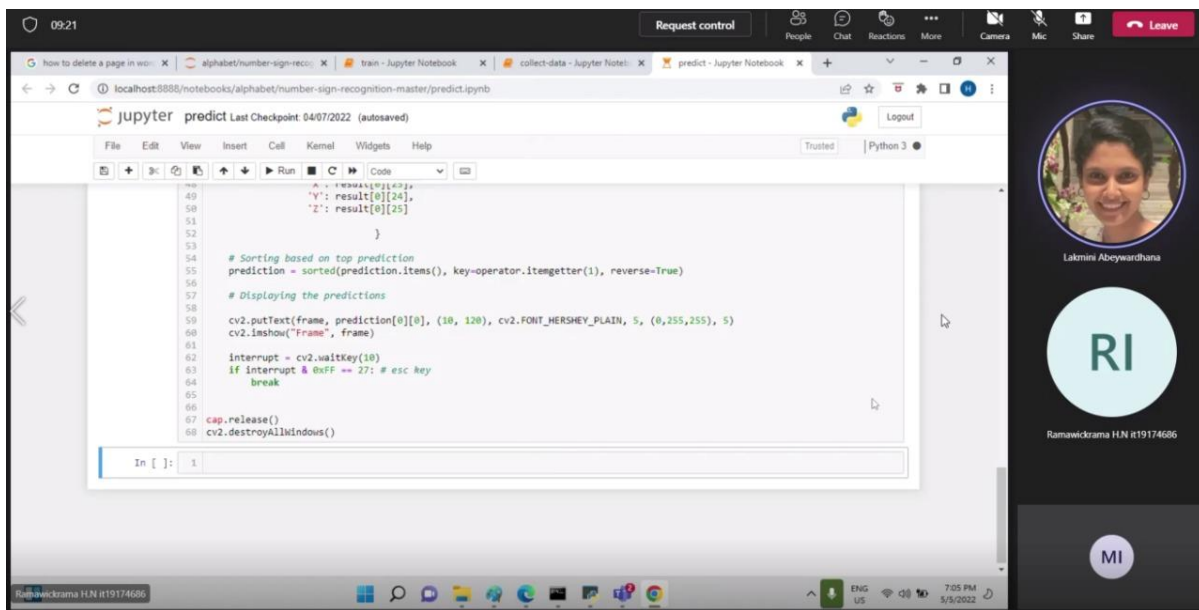 09:21
Request control
People
Chat
Reactions
More
Camera
Mic
Share
Leave
how to delete a page in wor
alphabet/number-sign-recog
train - Jupyter Notebook
collect-data - Jupyter Noteb
predict - Jupyter Notebook
localhost:8888/notebooks/alphabet/number-sign-recognition-master/predict.ipynb
H
jupyter predict Last Checkpoint: 04/07/2022 (autosaved)
Logout
File Edit View Insert Cell Kernel Widgets Help
Trusted
Python 3
Run
Code
48 'X': result[0][23],
49 'Y': result[0][24],
50 'Z': result[0][25]
51
52 }
53
54 # Sorting based on top prediction
55 prediction = sorted(prediction.items(), key=operator.itemgetter(1), reverse=True)
56
57 # Displaying the predictions
58
59 cv2.putText(frame, prediction[0][0], (10, 120), cv2.FONT_HERSHEY_PLAIN, 5, (0,255,255), 5)
60 cv2.imshow("Frame", frame)
61
62 interrupt = cv2.waitKey(10)
63 if interrupt & 0xFF == 27: # esc key
64 break
65
66
67 cap.release()
68 cv2.destroyAllWindows()
In [ ]: 1
Lakmini Abeywardhana
RI
Ramawickrama H.N it19174686
MI
Ramawickrama H.N it19174686
ENG
US
7:05 PM
5/5/2022